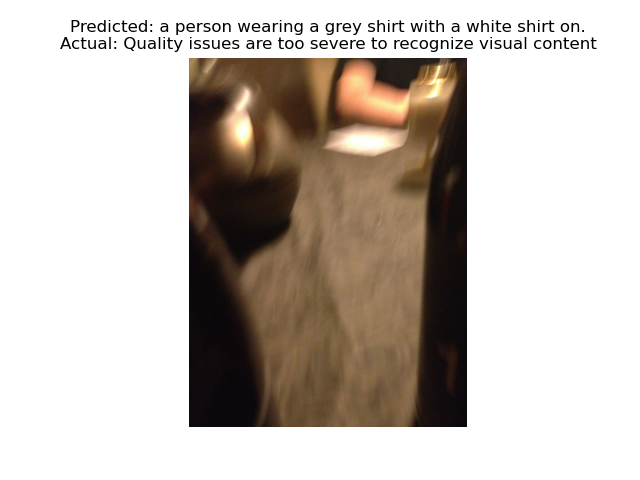 Predicted: a person wearing a grey shirt with a white shirt on.
Actual: Quality issues are too severe to recognize visual content